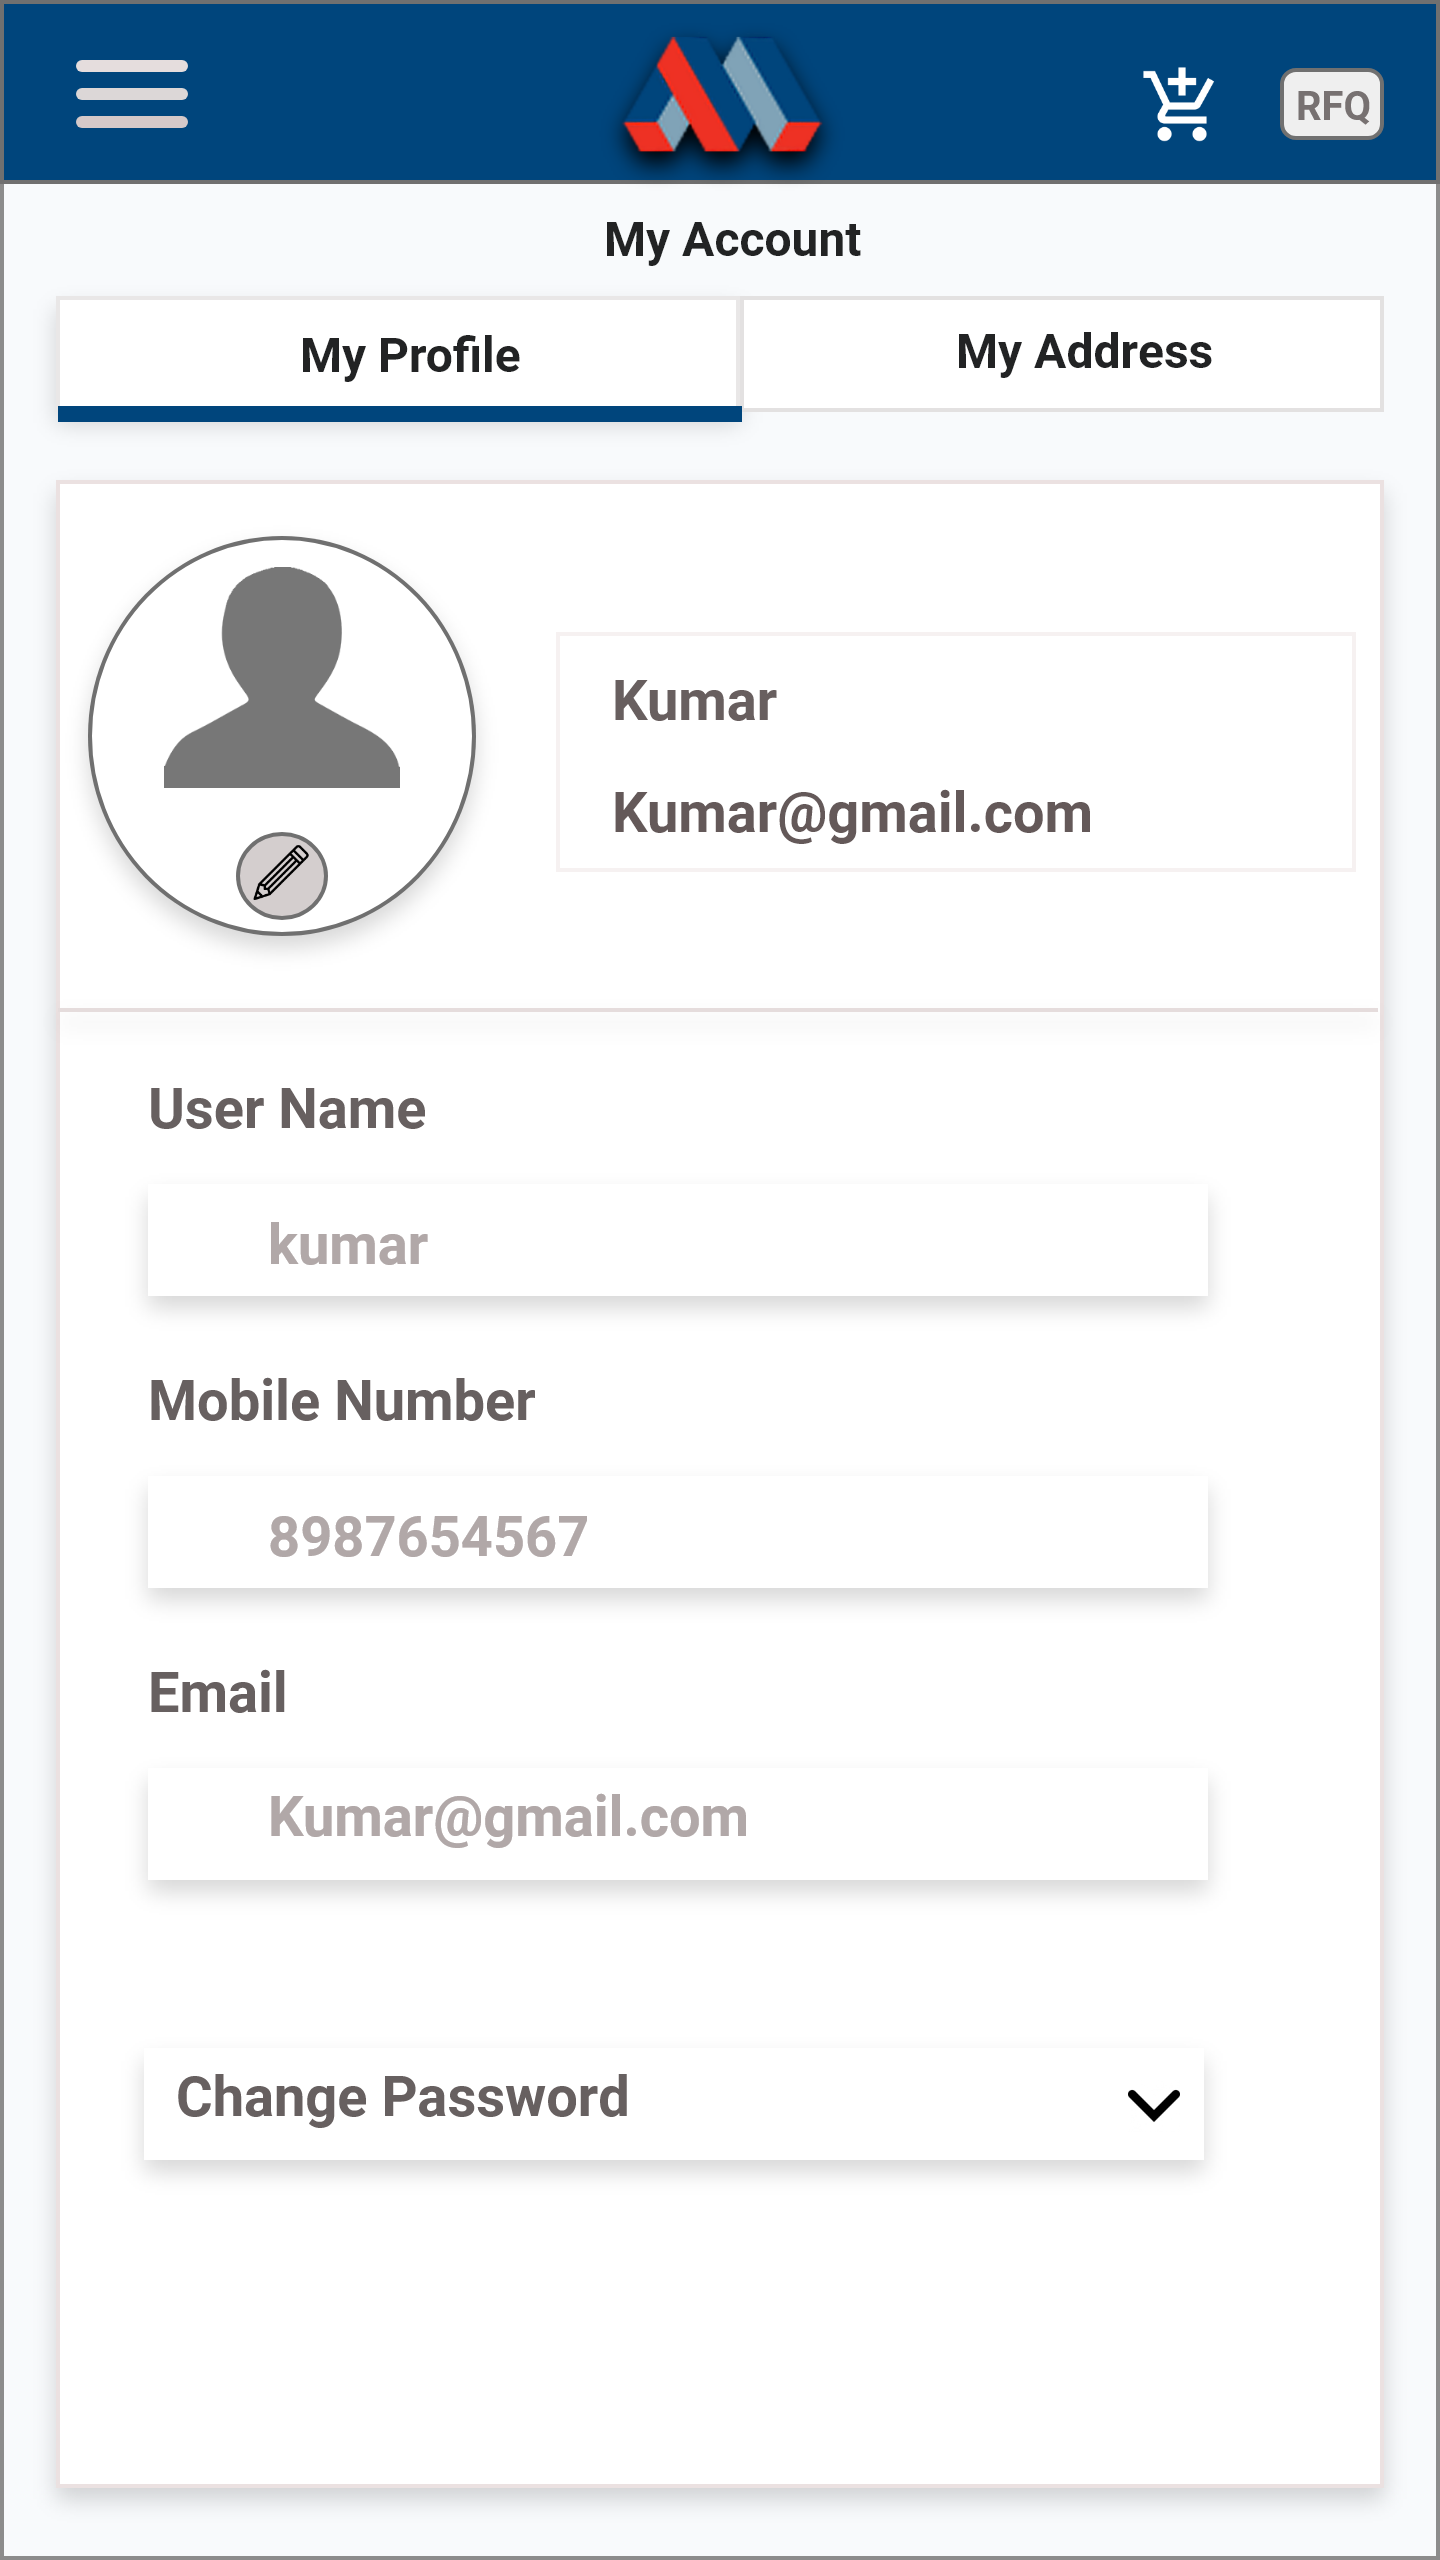 RFQ
My Account
My Profile
My Address
Kumar
Kumar@gmail.com
User Name
kumar
Mobile Number
8987654567
Email
Kumar@gmail.com
Change Password